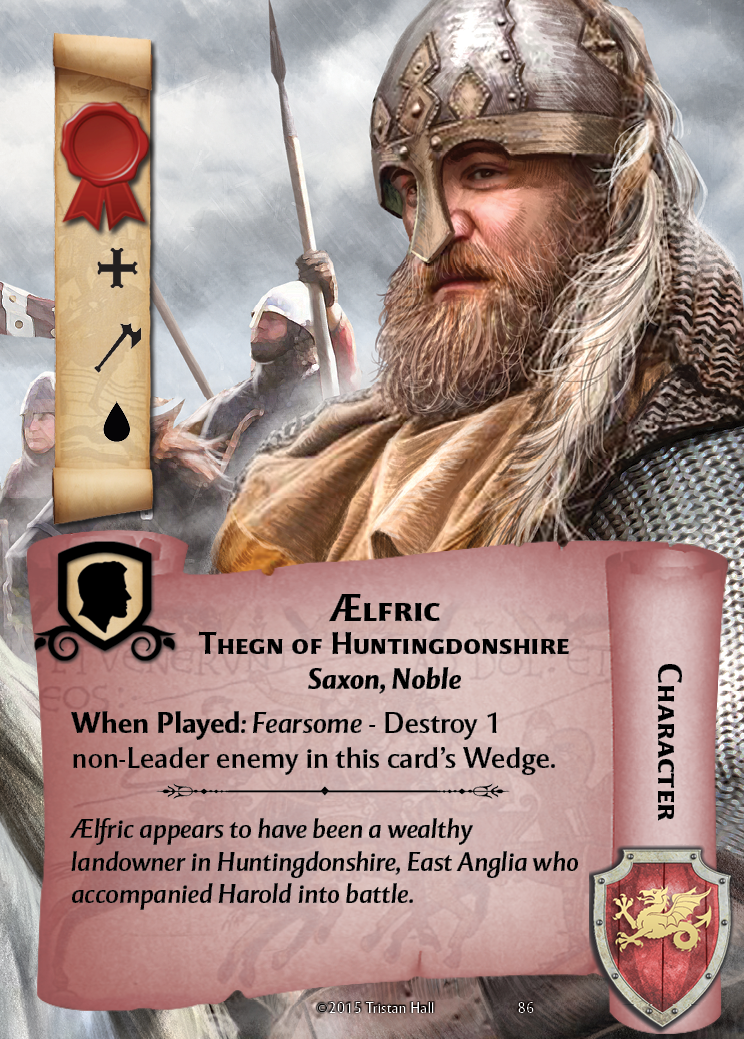 Ælfric
Thegn of Huntingdonshire
Saxon, Noble
When Played: Fearsome - Destroy 1
non-Leader enemy in this card's Wedge.
Ælfric appears to have been a wealthy
landowner in Huntingdonshire, East Anglia who
accompanied Harold into battle.
Character
©2015 Tristan Hall
86